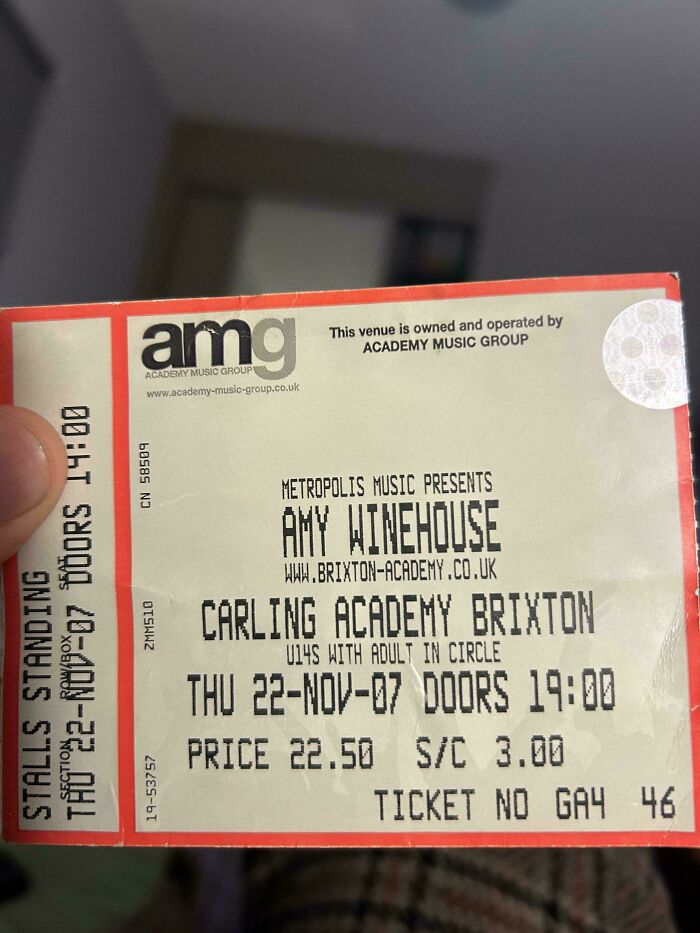 amg
ACADEMY MUSIC GROUP
www.academy-music-group.co.uk
This venue is owned and operated by
ACADEMY MUSIC GROUP
METROPOLIS MUSIC PRESENTS
AMY WINEHOUSE
WWW.BRIXTON-ACADEMY.CO.UK
CARLING ACADEMY BRIXTON
U14S WITH ADULT IN CIRCLE
THU 22-NOV-07 DOORS 19:00
PRICE 22.50 S/C 3.00
TICKET NO GA4 46
CN 58509
ZMM510
19-53757
STALLS STANDING
SECTION ROW/BOX SEAT
THU 22-NOV-07 DOORS 19:00